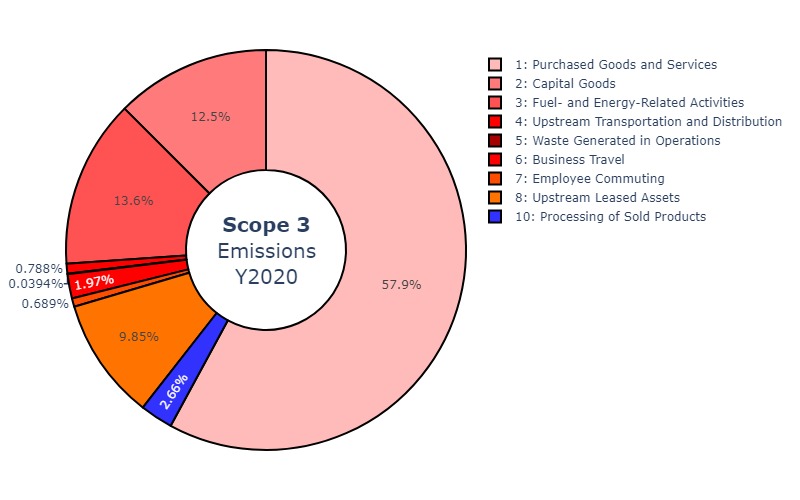 12.5%
13.6%
0.788%
0.0394%
1.97%
0.689%
9.85%
2.66%
57.9%
Scope 3
Emissions
Y2020
1: Purchased Goods and Services
2: Capital Goods
3: Fuel- and Energy-Related Activities
4: Upstream Transportation and Distribution
5: Waste Generated in Operations
6: Business Travel
7: Employee Commuting
8: Upstream Leased Assets
10: Processing of Sold Products